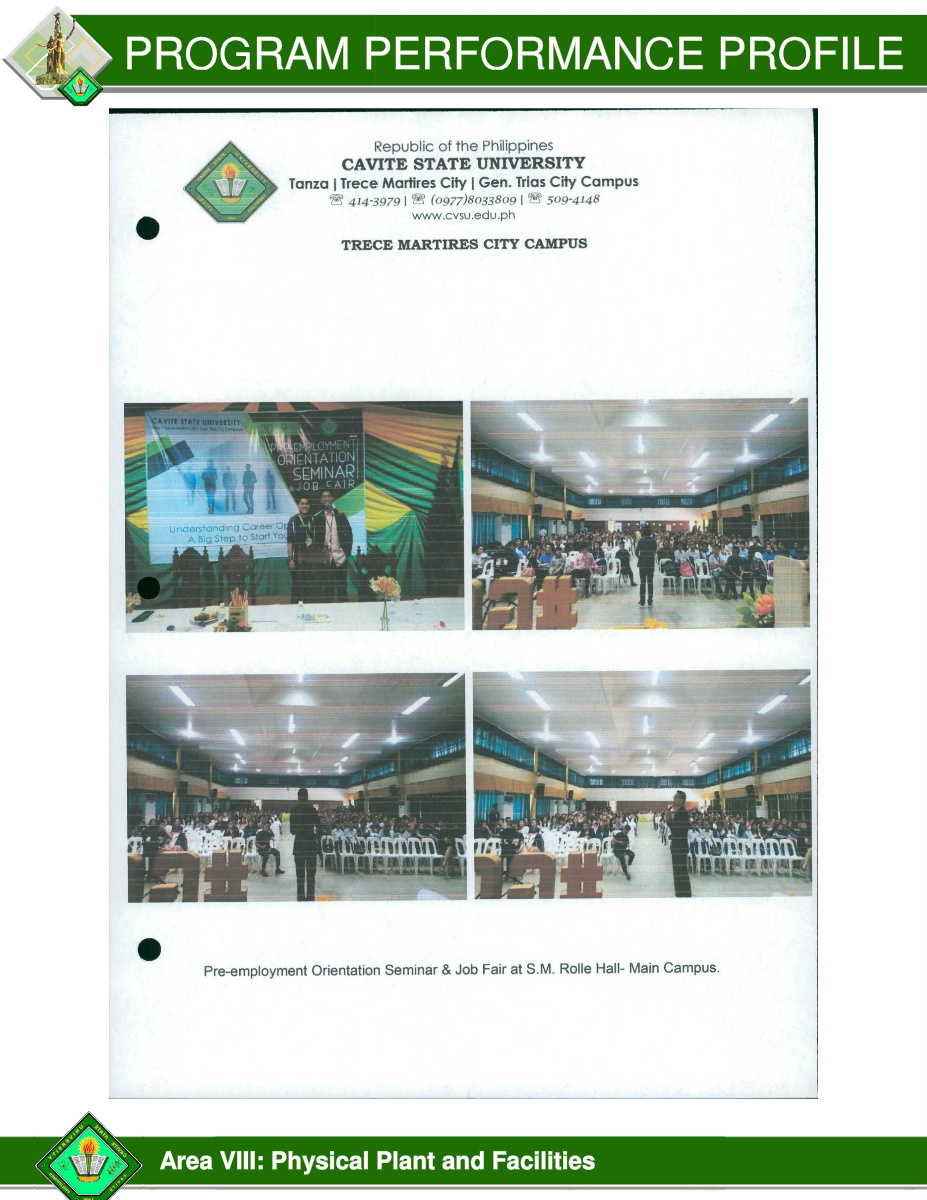 PROGRAM PERFORMANCE PROFILE
Republic of the Philippines
CAVITE STATE UNIVERSITY
Tanza | Trece Martires City | Gen. Trias City Campus
☏ 414-3979 | ☏ (0977)8033809 | ☏ 509-4148
www.cvsu.edu.ph
TRECE MARTIRES CITY CAMPUS
CAVITE STATE UNIVERSITY
PRE-EMPLOYMENT
ORIENTATION
SEMINAR
& JOB FAIR
Understanding Career Op
A Big Step to Start You
Pre-employment Orientation Seminar & Job Fair at S.M. Rolle Hall- Main Campus.
Area VIII: Physical Plant and Facilities